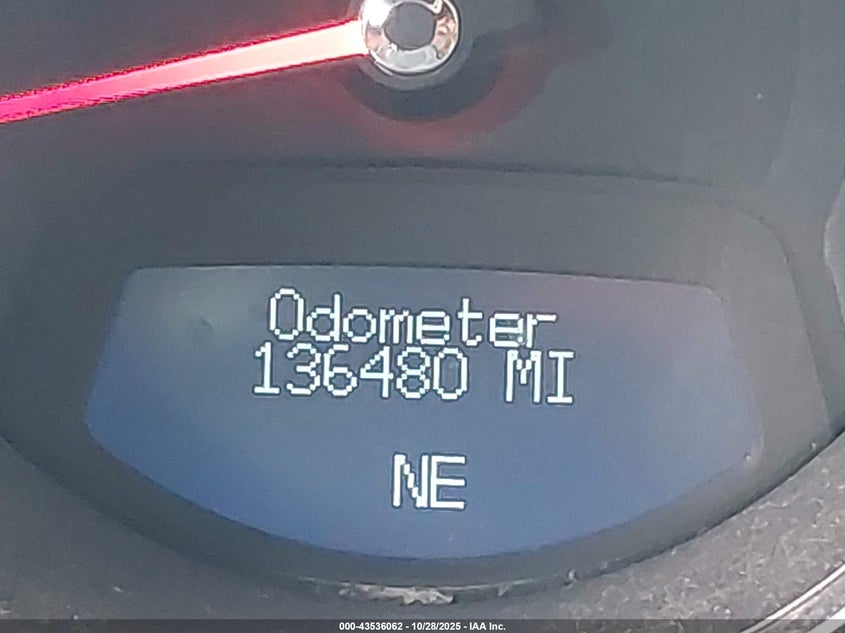 Odometer
136480 MI
NE
000-43536062 - 10/28/2025 - IAA Inc.